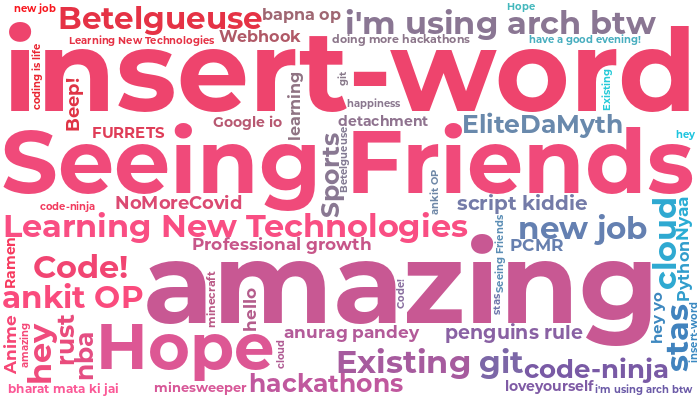 new job
Betelgueuse
bapna op
Hope
i'm using arch btw
Learning New Technologies
Webhook
doing more hackathons
have a good evening!
coding is life
insert-word
Beep!
learning
git
happiness
Existing
FURRETS
Google io
detachment
EliteDaMyth
hey
Seeing Friends
Sports
Betelgueuse
ankit OP
code-ninja
NoMoreCovid
script kiddie
Learning New Technologies
new job
cloud
PythonNyaa
Professional growth
Seeing Friends
PCMR
Ramen
Code!
amazing
minecraft
Code!
stas
ankit OP
hello
hey yo
stas
insert-word
Anime
amazing
hey
rust
nba
Hope
cloud
anurag pandey
penguins rule
Existing
git
code-ninja
bharat mata ki jai
minesweeper
hackathons
loveyourself
i'm using arch btw